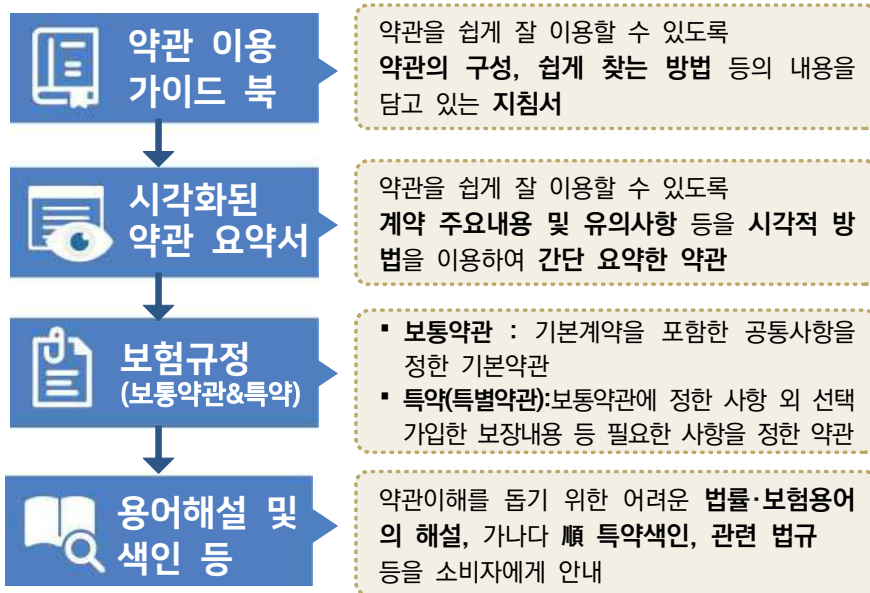 약관 이용
가이드 북
약관을 쉽게 잘 이용할 수 있도록
약관의 구성, 쉽게 찾는 방법 등의 내용을
담고 있는 지침서
시각화된
약관 요약서
약관을 쉽게 잘 이용할 수 있도록
계약 주요내용 및 유의사항 등을 시각적 방
법을 이용하여 간단 요약한 약관
보험규정
(보통약관&특약)
▪ 보통약관 : 기본계약을 포함한 공통사항을
정한 기본약관
▪ 특약(특별약관):보통약관에 정한 사항 외 선택
가입한 보장내용 등 필요한 사항을 정한 약관
용어해설 및
색인 등
약관이해를 돕기 위한 어려운 법률·보험용어
의 해설, 가나다 順 특약색인, 관련 법규
등을 소비자에게 안내